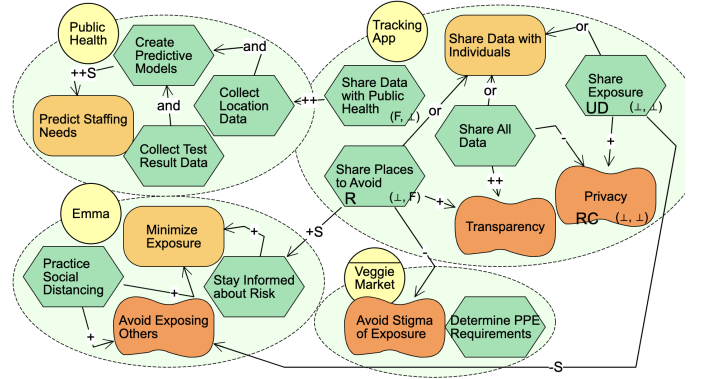 Public
Health
Create
Predictive
Models
and
++S
Predict Staffing
Needs
and
Collect
Location
Data
Collect Test
Result Data
++
Tracking
App
Share Data with
Individuals
or
Share Data
with Public
Health
(F, ⊥)
or
or
Share
Exposure
UD (⊥, ⊥)
Share All
Data
-
+
++
Share Places
to Avoid
R (⊥, F)
+
Transparency
Privacy
RC (⊥, ⊥)
+S
-
Emma
Minimize
Exposure
+
Practice
Social
Distancing
+
+
Stay Informed
about Risk
Avoid Exposing
Others
Veggie
Market
Avoid Stigma
of Exposure
Determine PPE
Requirements
-S